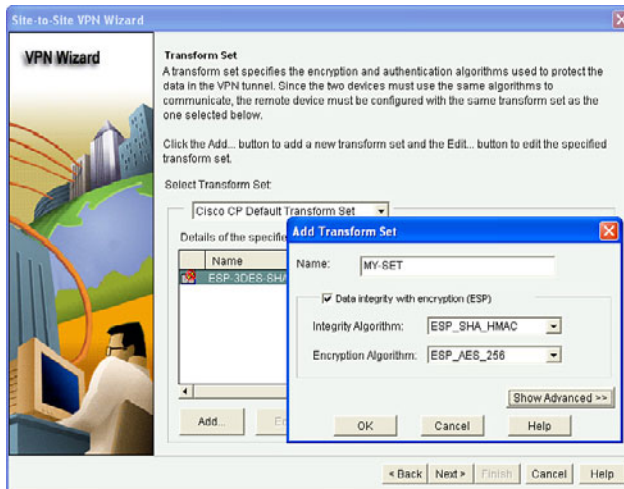 Site-to-Site VPN Wizard
VPN Wizard
Transform Set
A transform set specifies the encryption and authentication algorithms used to protect the
data in the VPN tunnel. Since the two devices must use the same algorithms to
communicate, the remote device must be configured with the same transform set as the
one selected below.
Click the Add... button to add a new transform set and the Edit... button to edit the specified
transform set.
Select Transform Set:
Cisco CP Default Transform Set
Details of the specifie
Name
ESP-3DES-SHA
Add...
Add Transform Set
Name:
MY-SET
Data integrity with encryption (ESP)
Integrity Algorithm:
ESP_SHA_HMAC
Encryption Algorithm:
ESP_AES_256
Show Advanced >>
OK
Cancel
Help
< Back
Next >
Finish
Cancel
Help